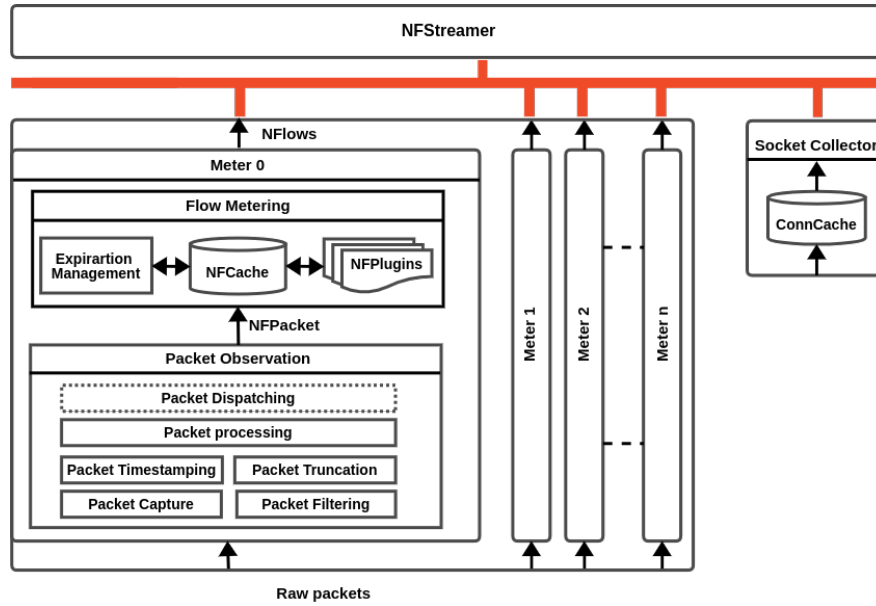 NFStreamer
NFlows
Meter 0
Socket Collector
Flow Metering
Expirartion
Management
NFCache
NFPlugins
ConnCache
NFPacket
Meter 1
Meter 2
Meter n
Packet Observation
Packet Dispatching
Packet processing
Packet Timestamping
Packet Truncation
Packet Capture
Packet Filtering
Raw packets